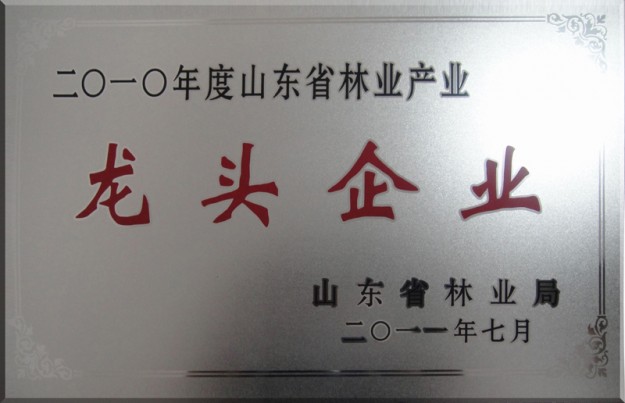 二〇一〇年度山东省林业产业
龙头企业
山东省林业局
二〇一一年七月